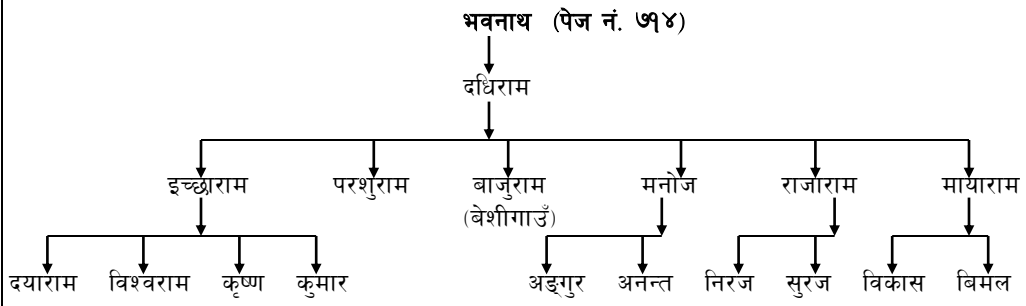 भवनाथ (पेज नं. ७१४)
दधिराम
इच्छाराम परशुराम बाजुराम मनोज राजाराम मायाराम
(बेशीगाउँ)
दयाराम विश्वराम कृष्ण कुमार अङ्गुर अनन्त निरज सुरज विकास बिमल